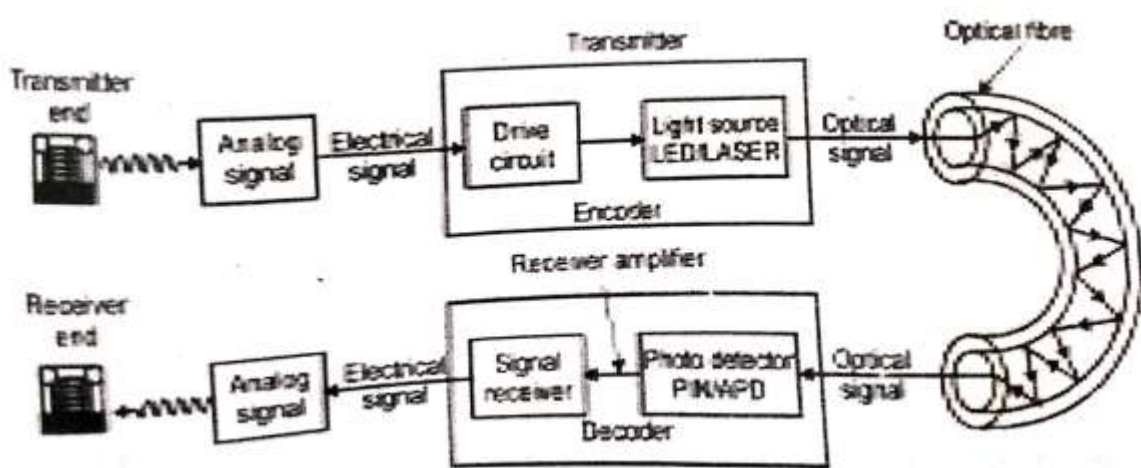 Transmitter
end
Analog
signal
Electrical
signal
Transmitter
Drive
circuit
Light source
LED/LASER
Encoder
Optical
signal
Optical fibre
Receiver amplifier
Receiver
end
Analog
signal
Electrical
signal
Signal
receiver
Photo detector
PIN/APD
Decoder
Optical
signal